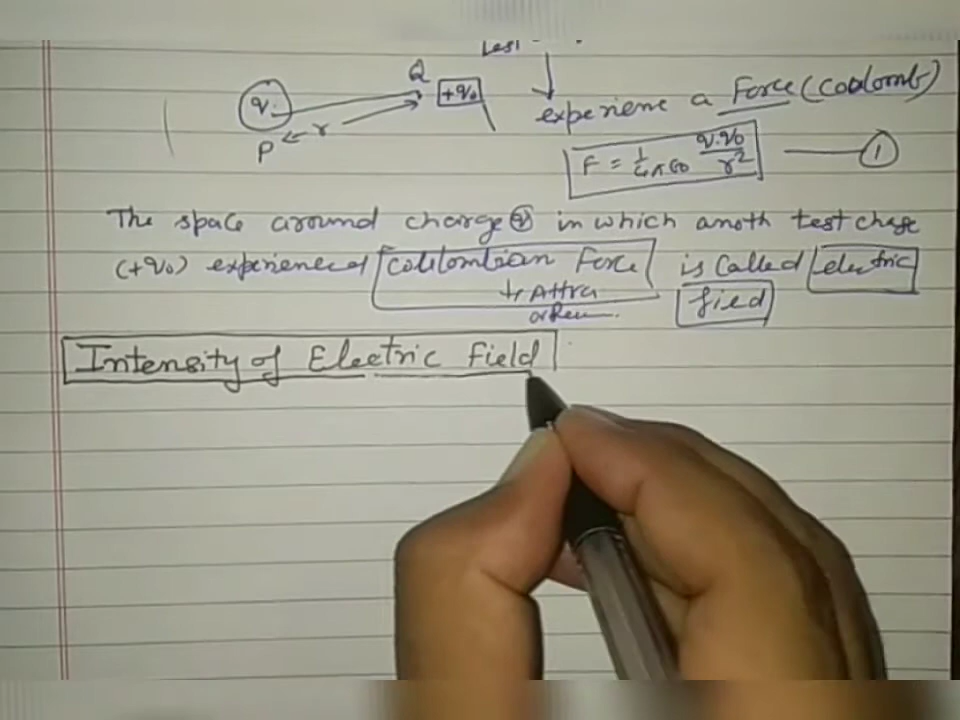 Q
q +q₀
r
P
experience a Force (Coulomb)
F = 1/4πε₀ q.q₀/r² ① 
The space around charge q in which anoth test charge
(+q₀) experienced Coulombian Force is called electric
↳ Attra field
Intensity of Electric Field